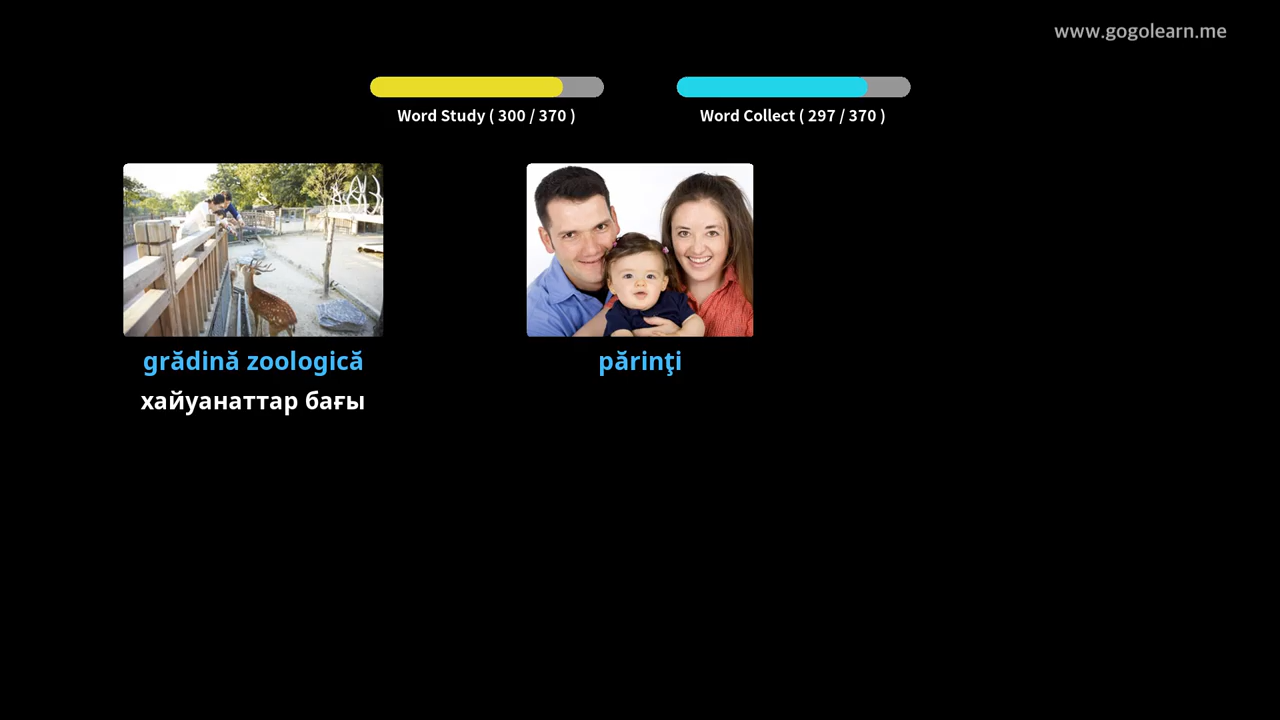 www.gogolearn.me
Word Study ( 300 / 370 )
Word Collect ( 297 / 370 )
grădină zoologică
părinţi
хайуанаттар бағы